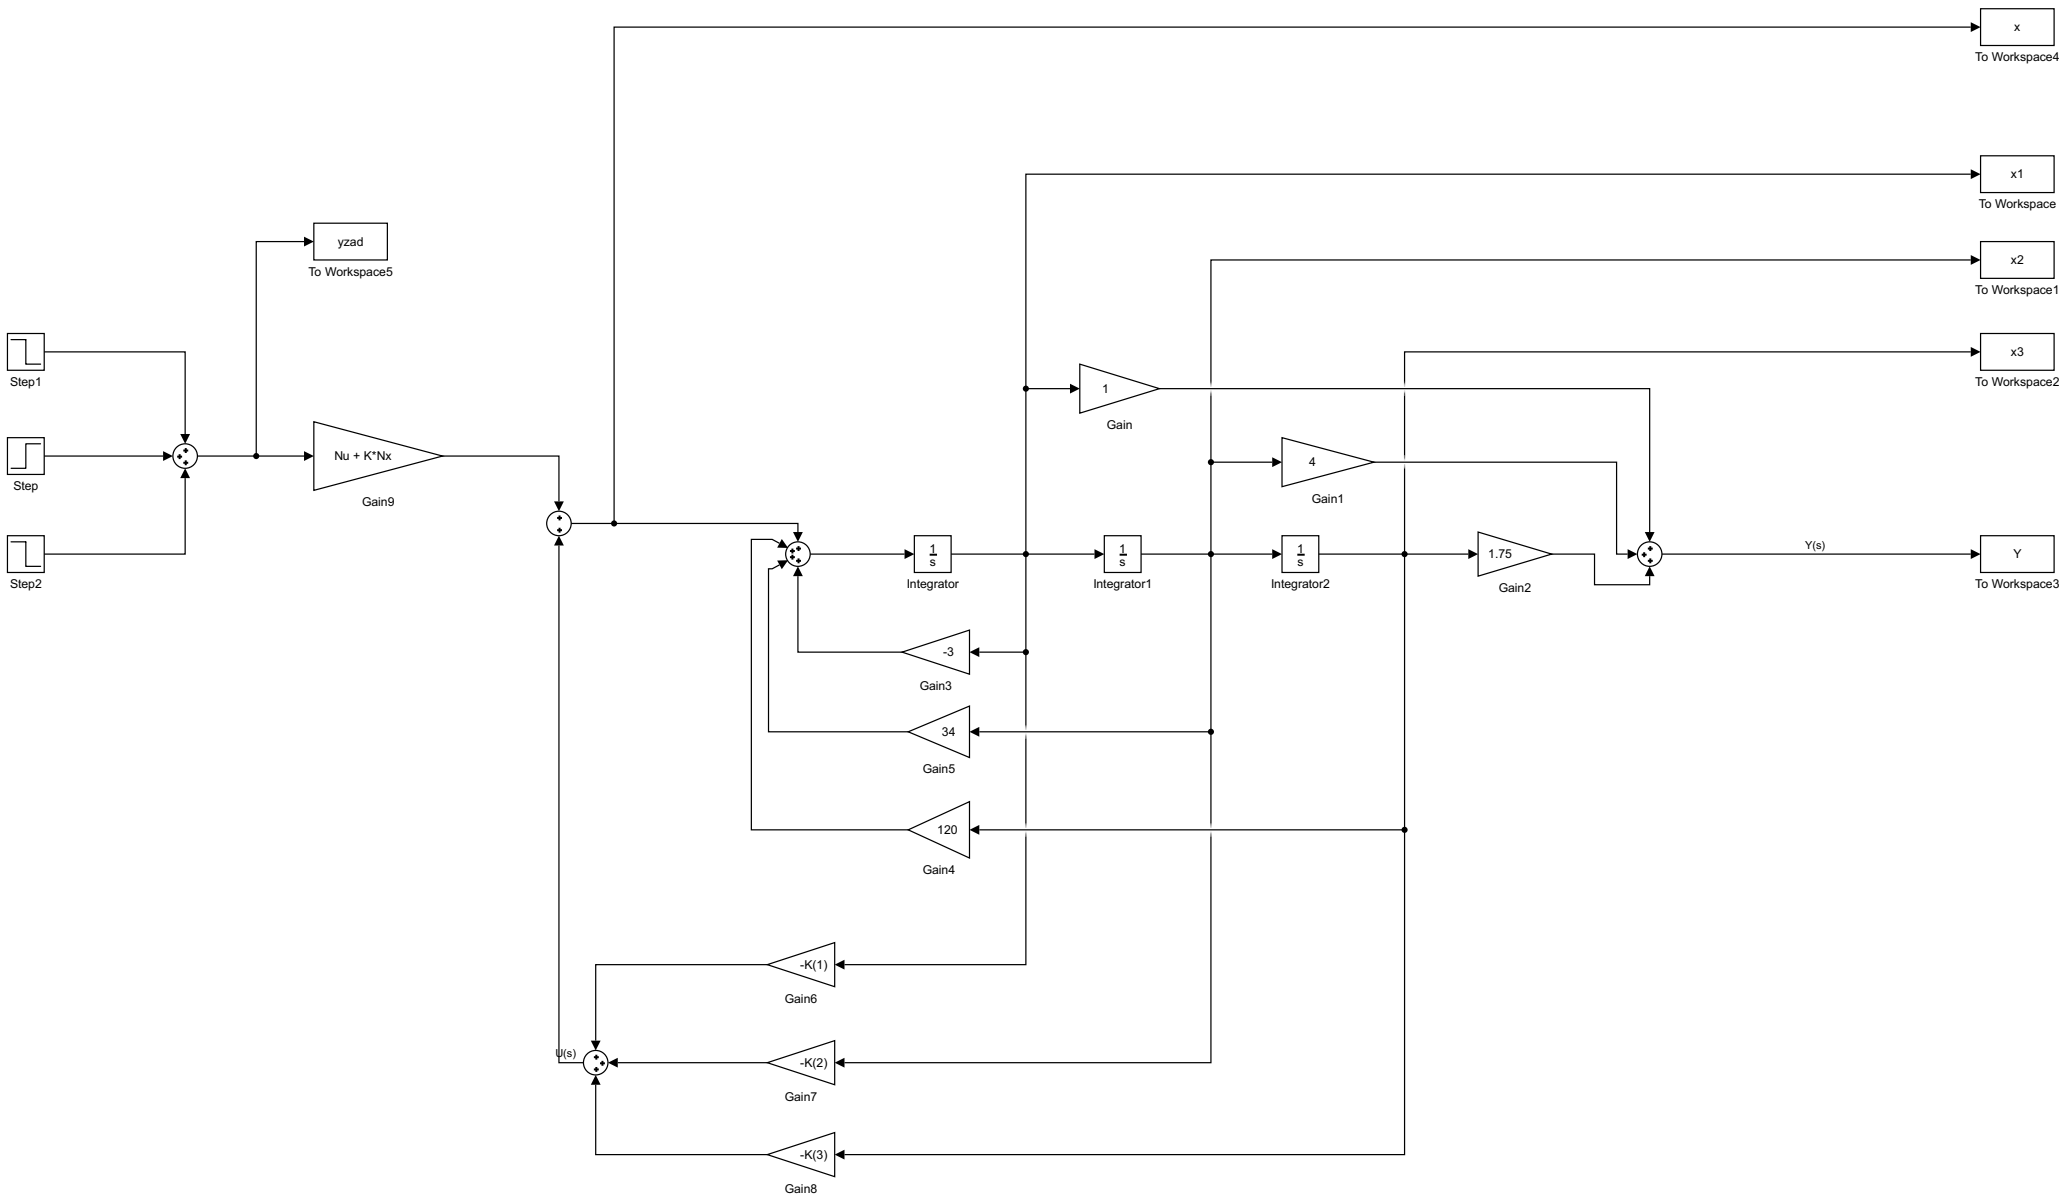 x
To Workspace4
x1
To Workspace
yzad
To Workspace5
x2
To Workspace1
x3
To Workspace2
Step1
1
Gain
Step
Nu + K*Nx
Gain9
4
Gain1
Step2
1
s
Integrator
1
s
Integrator1
1
s
Integrator2
1.75
Gain2
Y(s)
Y
To Workspace3
-3
Gain3
34
Gain5
120
Gain4
-K(1)
Gain6
U(s)
-K(2)
Gain7
-K(3)
Gain8